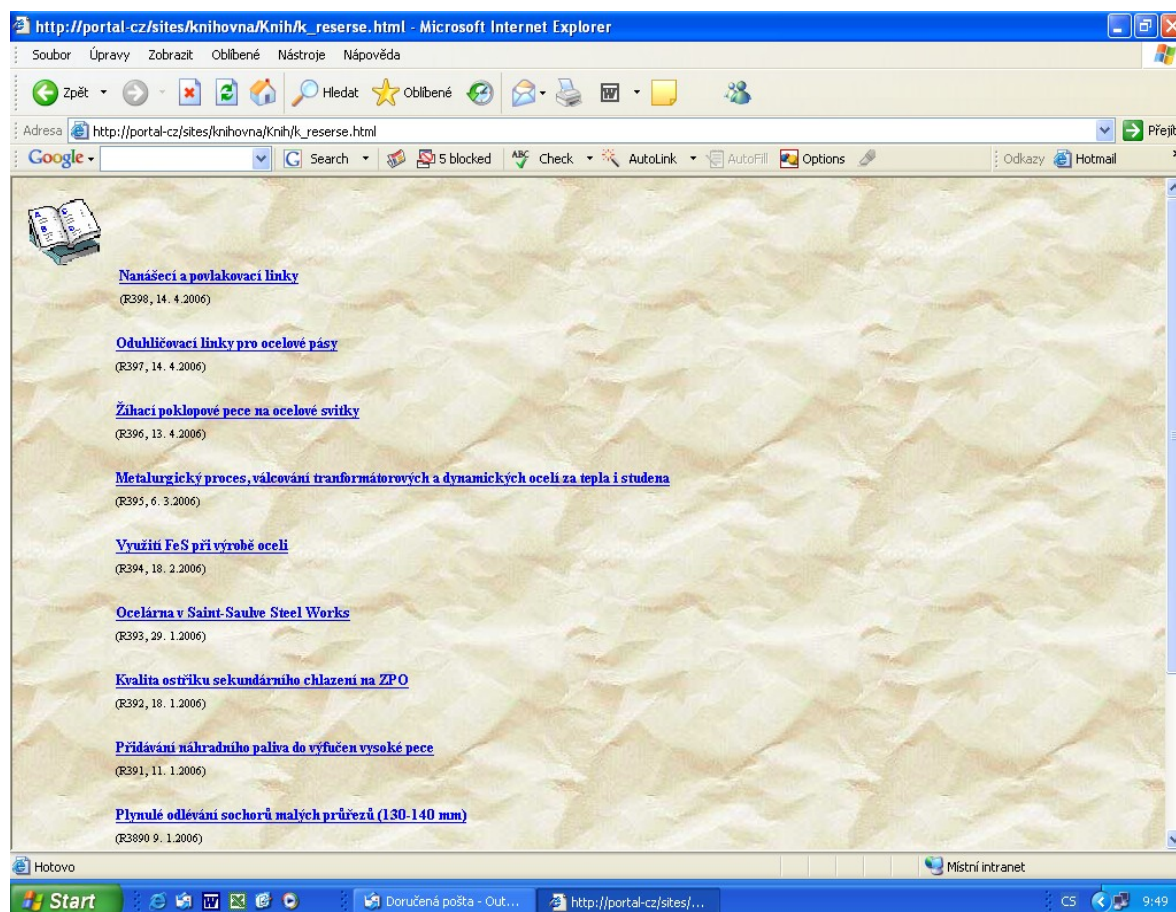 http://portal-cz/sites/knihovna/Knih/k_reserse.html - Microsoft Internet Explorer
Soubor Úpravy Zobrazit Oblíbené Nástroje Nápověda
Zpět Hledat Oblíbené
Adresa http://portal-cz/sites/knihovna/Knih/k_reserse.html Přejít
Google Search 5 blocked ABC Check AutoLink AutoFill Options Odkazy Hotmail
Nanášecí a povlakovací linky
(R398, 14. 4.2006)
Oduhličovací linky pro ocelové pásy
(R397, 14. 4.2006)
Žíhací poklopové pece na ocelové svitky
(R396, 13. 4.2006)
Metalurgický proces, válcování tranformátorových a dynamických ocelí za tepla i studena
(R395, 6. 3.2006)
Využití FeS při výrobě oceli
(R394, 18. 2.2006)
Ocelárna v Saint-Saulve Steel Works
(R393, 29. 1.2006)
Kvalita ostřiku sekundárního chlazení na ZPO
(R392, 18. 1.2006)
Přidávání náhradního paliva do výfučen vysoké pece
(R391, 11. 1.2006)
Plynulé odlévání sochorů malých průřezů (130-140 mm)
(R3890 9. 1.2006)
Hotovo Místní intranet
Start Doručená pošta - Out... http://portal-cz/sites/... CS 9:49